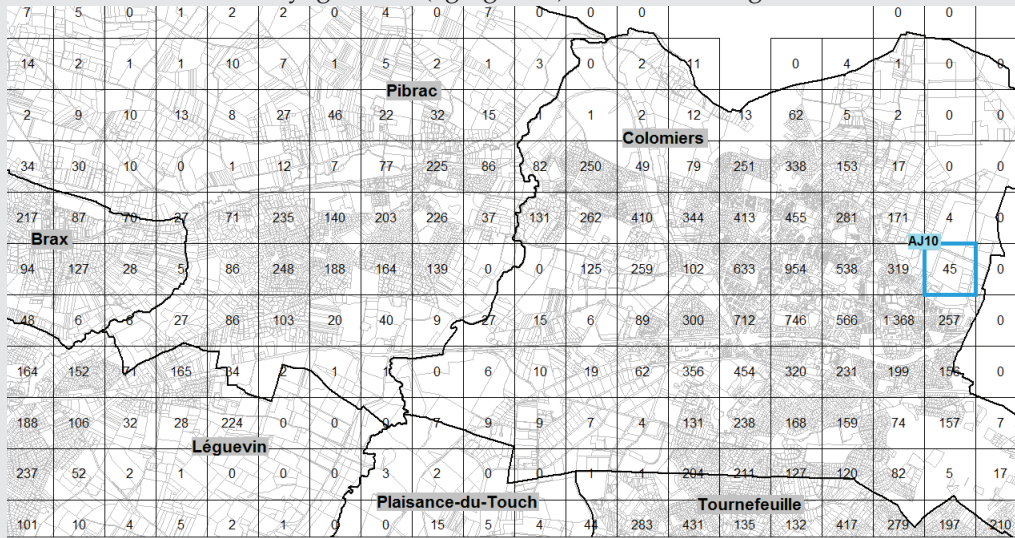 7 5 0 1 2 2 0 4 0 7 0 0 0 0 0
14 2 1 1 10 7 1 5 2 1 3 0 2 11 0 4 1 0 0
Pibrac
2 9 10 13 8 27 46 22 32 15 1 1 2 12 13 62 5 2 0 0
Colomiers
34 30 10 0 1 12 7 77 225 86 82 250 49 79 251 338 153 17 0 0
217 87 70 27 71 235 140 203 226 37 131 262 410 344 413 455 281 171 4 0
Brax AJ10
94 127 28 5 86 248 188 164 139 0 0 125 259 102 633 954 538 319 45 0
48 6 6 27 86 103 20 40 9 27 15 6 89 300 712 746 566 1 368 257 0
164 152 1 165 34 2 1 1 0 6 10 19 62 356 454 320 231 199 156 0
188 106 32 28 224 0 0 0 7 9 9 7 4 131 238 168 159 74 157 7
Léguevin
237 52 2 1 0 0 0 3 2 0 0 1 1 204 211 127 120 82 5 17
Plaisance-du-Touch Tournefeuille
101 10 4 5 2 1 0 0 15 5 4 44 283 431 135 132 417 279 197 210